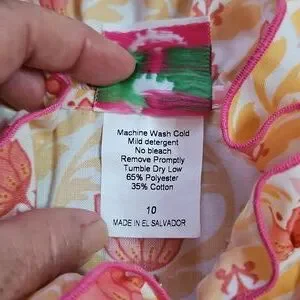 Machine Wash Cold
Mild detergent
No bleach
Remove Promptly
Tumble Dry Low
65% Polyester
35% Cotton
10
MADE IN EL SALVADOR